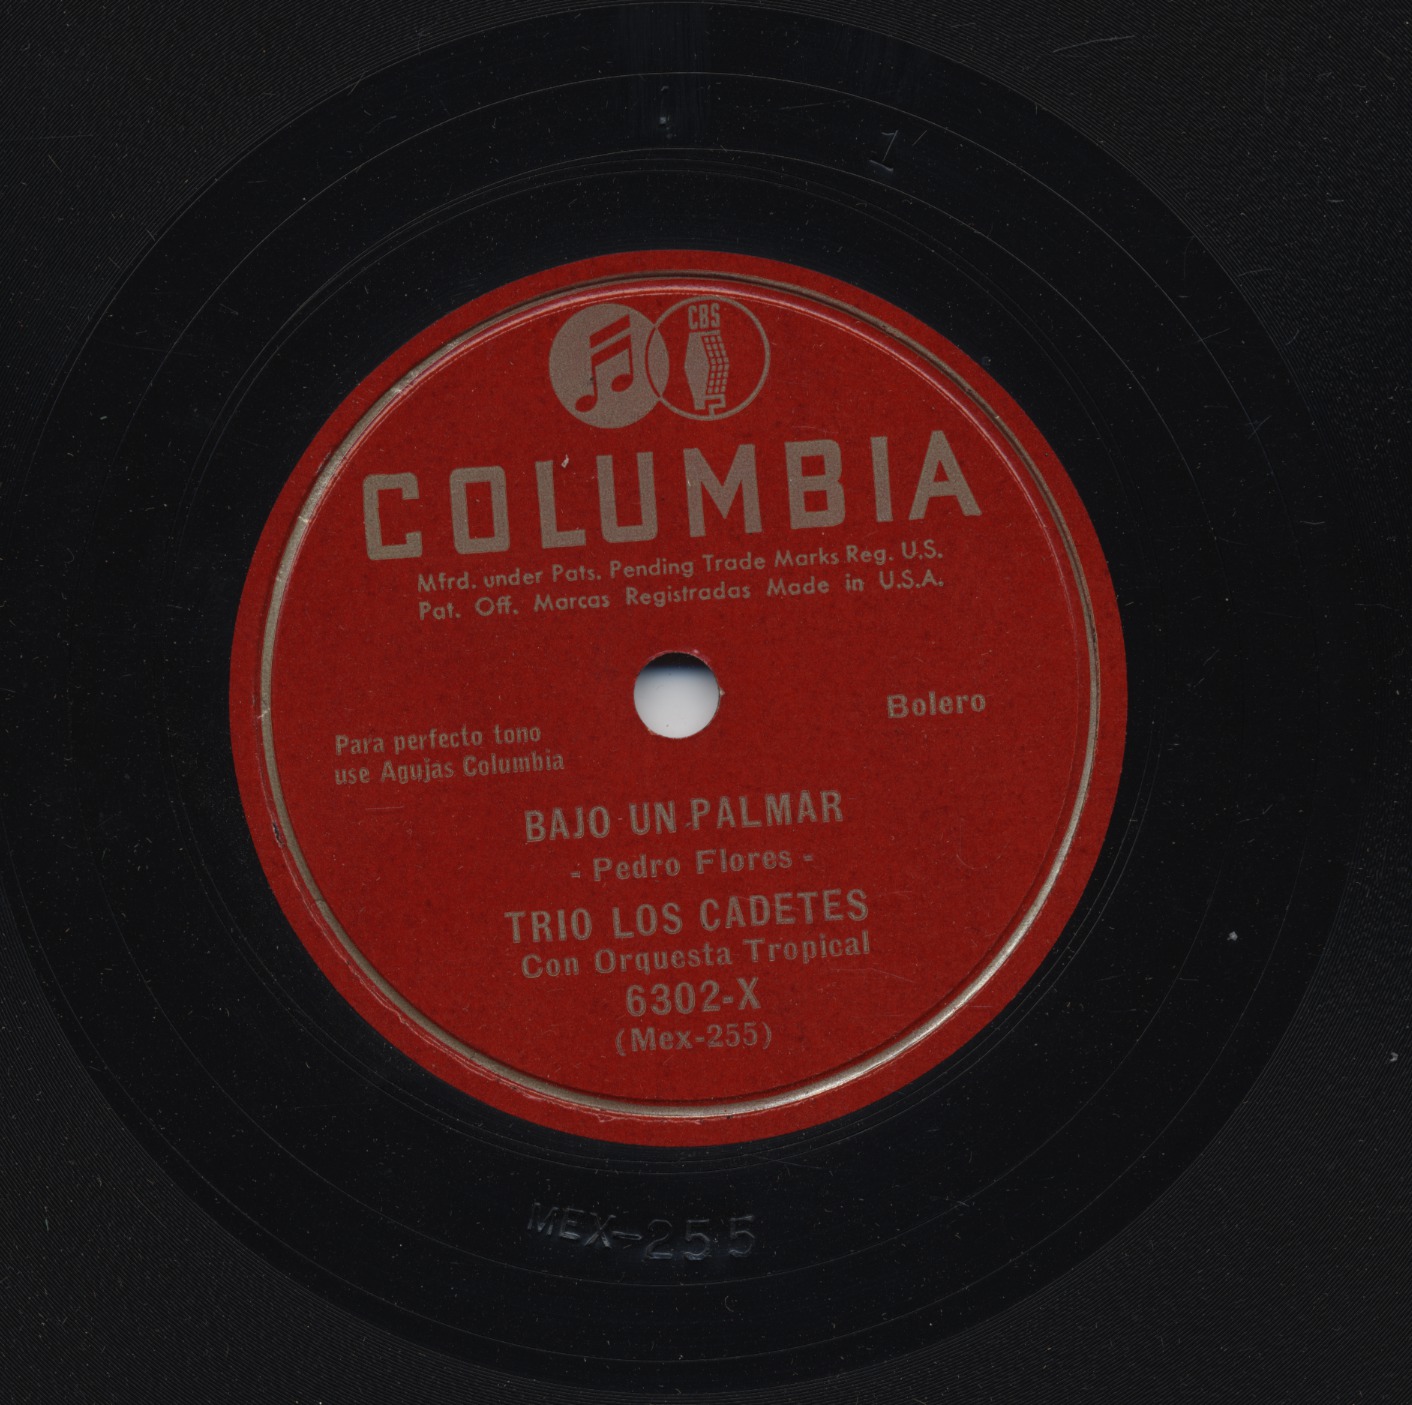 1
CBS
COLUMBIA
Mfrd. under Pats. Pending Trade Marks Reg. U.S.
Pat. Off. Marcas Registradas Made in U.S.A.
Bolero
Para perfecto tono
use Agujas Columbia
BAJO UN PALMAR
- Pedro Flores -
TRIO LOS CADETES
Con Orquesta Tropical
6302-X
(Mex-255)
MEX-255